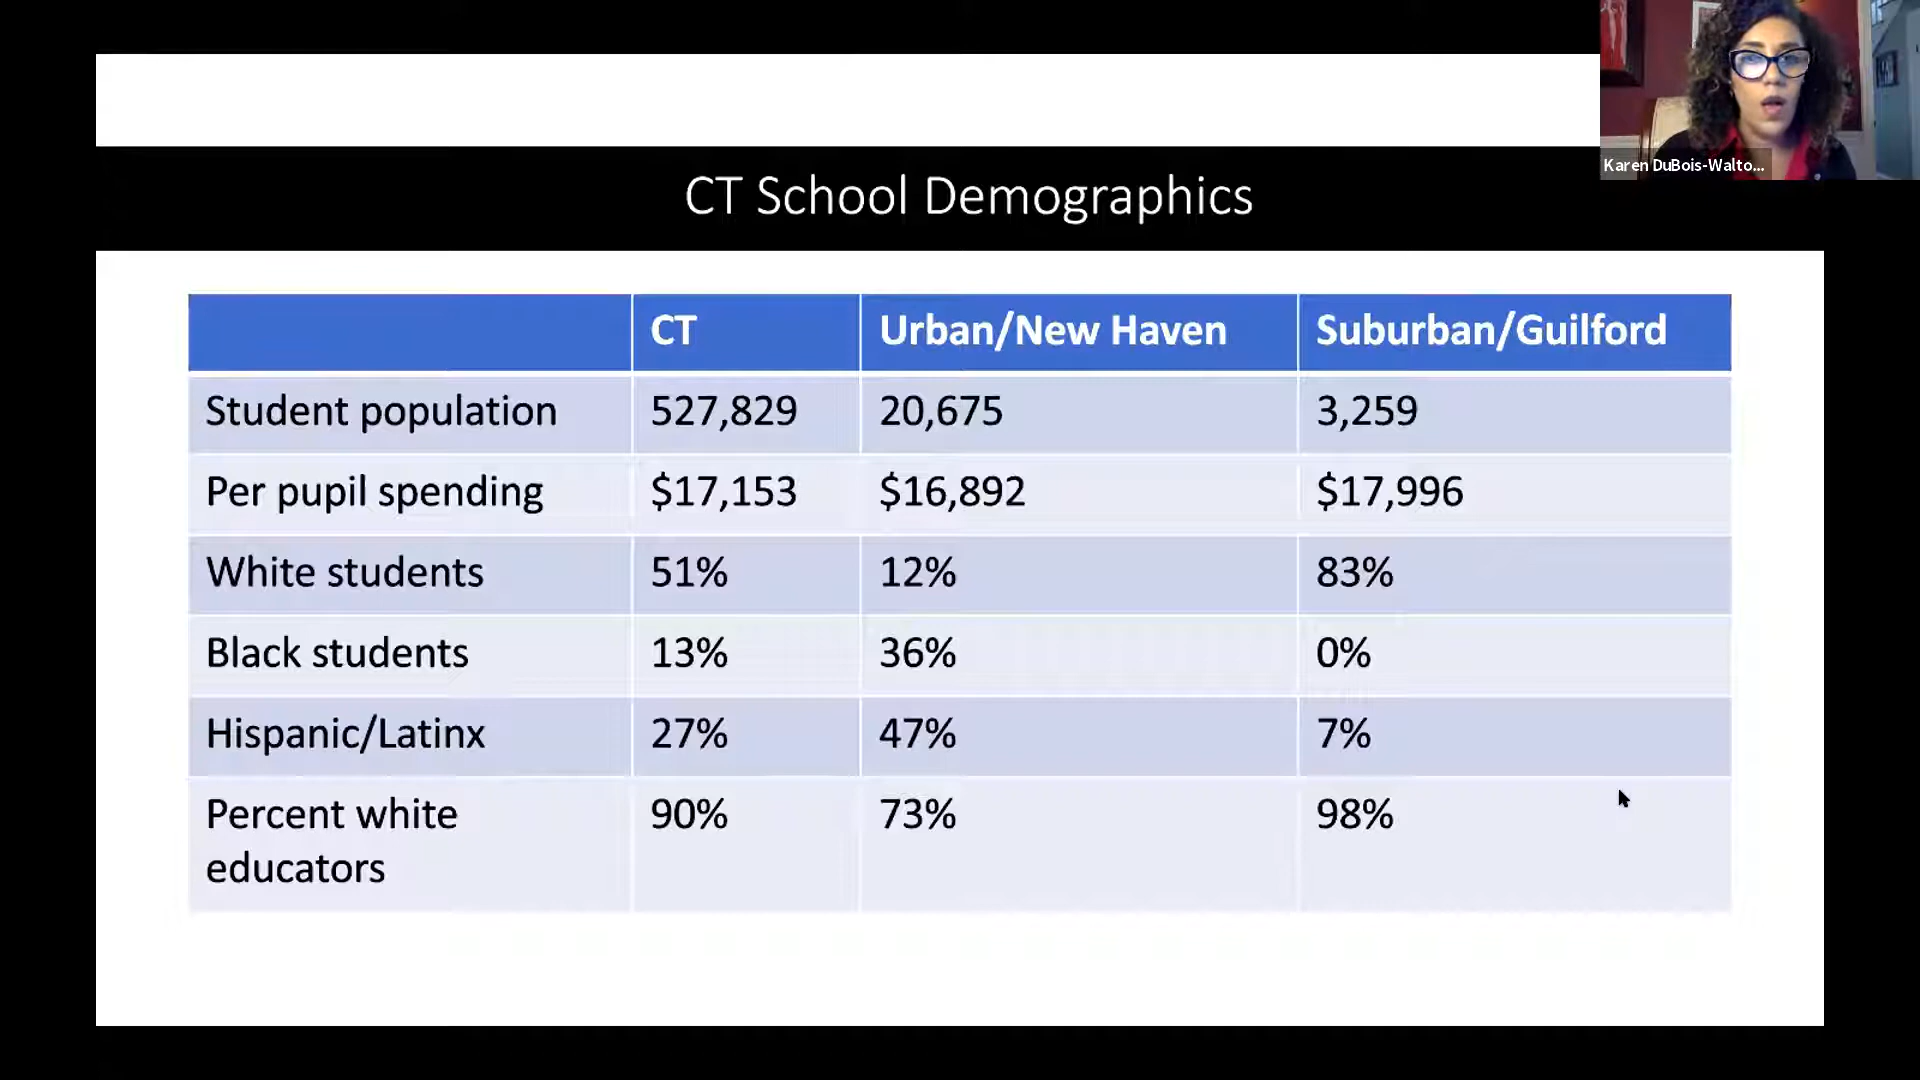 Karen DuBois-Walto...
CT School Demographics
CT Urban/New Haven Suburban/Guilford
Student population 527,829 20,675 3,259
Per pupil spending $17,153 $16,892 $17,996
White students 51% 12% 83%
Black students 13% 36% 0%
Hispanic/Latinx 27% 47% 7%
Percent white 90% 73% 98%
educators